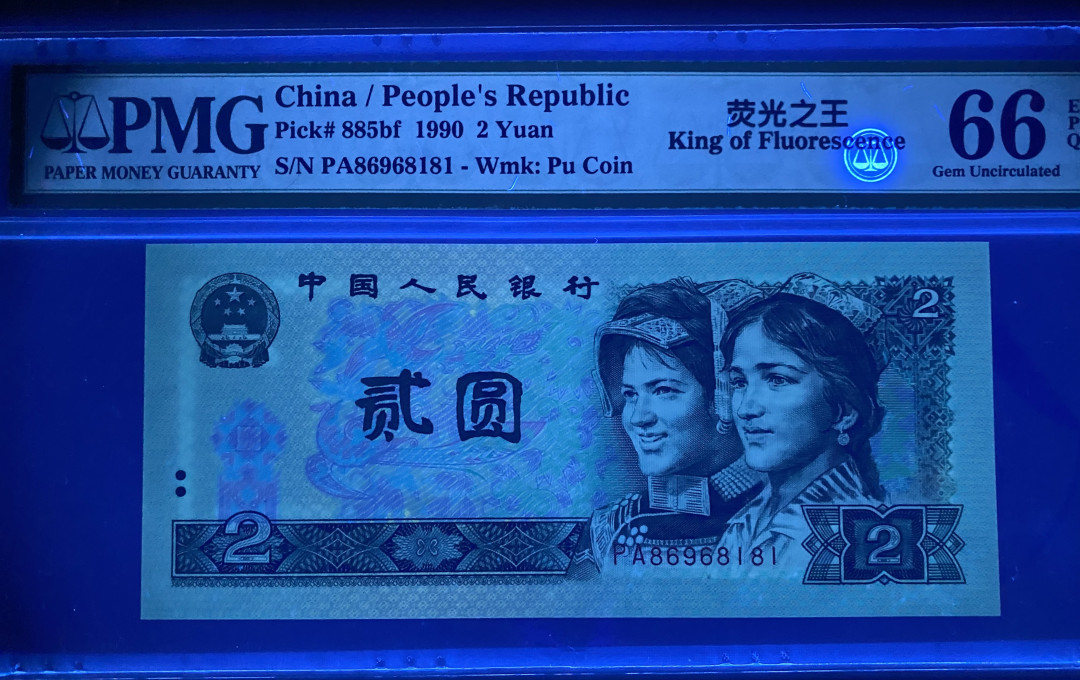 PMG
PAPER MONEY GUARANTY
China / People's Republic
Pick# 885bf 1990 2 Yuan
S/N PA86968181 - Wmk: Pu Coin
荧光之王
King of Fluorescence
66
Gem Uncirculated
E
P
Q
中国人民银行
贰圆
2
2
2
PA86968181